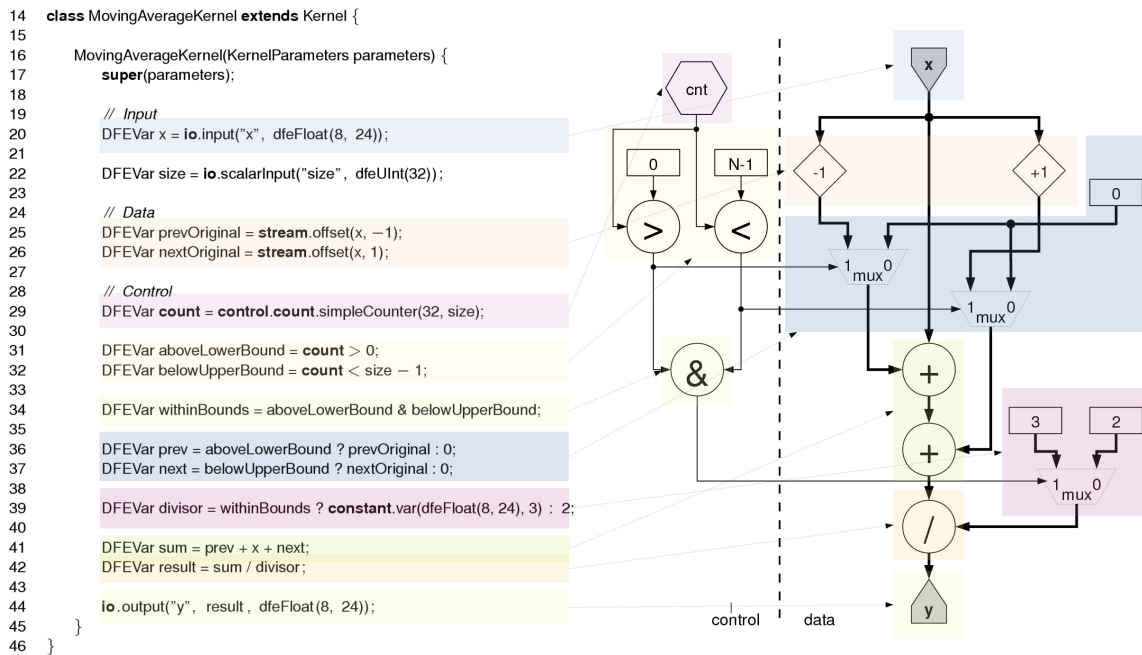 14 class MovingAverageKernel extends Kernel {
15
16 MovingAverageKernel(KernelParameters parameters) {
17 super(parameters);
18
19 // Input
20 DFEVar x = io.input("x", dfeFloat(8, 24));
21
22 DFEVar size = io.scalarInput("size", dfeUInt(32));
23
24 // Data
25 DFEVar prevOriginal = stream.offset(x, −1);
26 DFEVar nextOriginal = stream.offset(x, 1);
27
28 // Control
29 DFEVar count = control.count.simpleCounter(32, size);
30
31 DFEVar aboveLowerBound = count > 0;
32 DFEVar belowUpperBound = count < size − 1;
33
34 DFEVar withinBounds = aboveLowerBound & belowUpperBound;
35
36 DFEVar prev = aboveLowerBound ? prevOriginal : 0;
37 DFEVar next = belowUpperBound ? nextOriginal : 0;
38
39 DFEVar divisor = withinBounds ? constant.var(dfeFloat(8, 24), 3) : 2;
40
41 DFEVar sum = prev + x + next;
42 DFEVar result = sum / divisor;
43
44 io.output("y", result, dfeFloat(8, 24));
45 }
46 }
x
cnt
0 N-1
-1 +1
0
> <
1 0
mux
1 0
mux
&
+
3 2
+
1 0
mux
/
y
control data